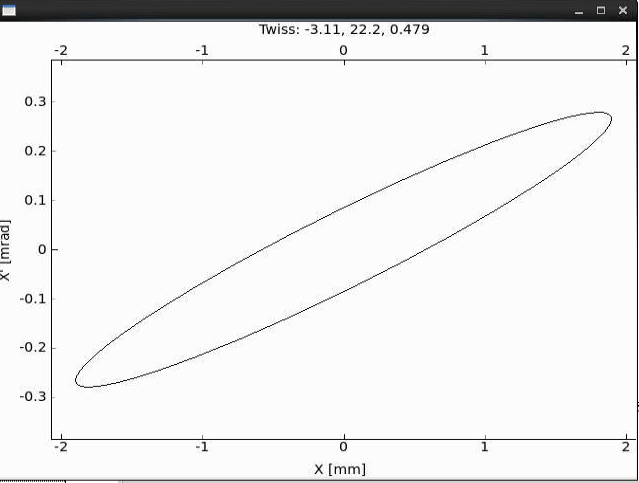 Twiss: -3.11, 22.2, 0.479
-2 -1 0 1 2
0.3
0.2
0.1
0
-0.1
-0.2
-0.3
X' [mrad]
-2 -1 0 1 2
X [mm]